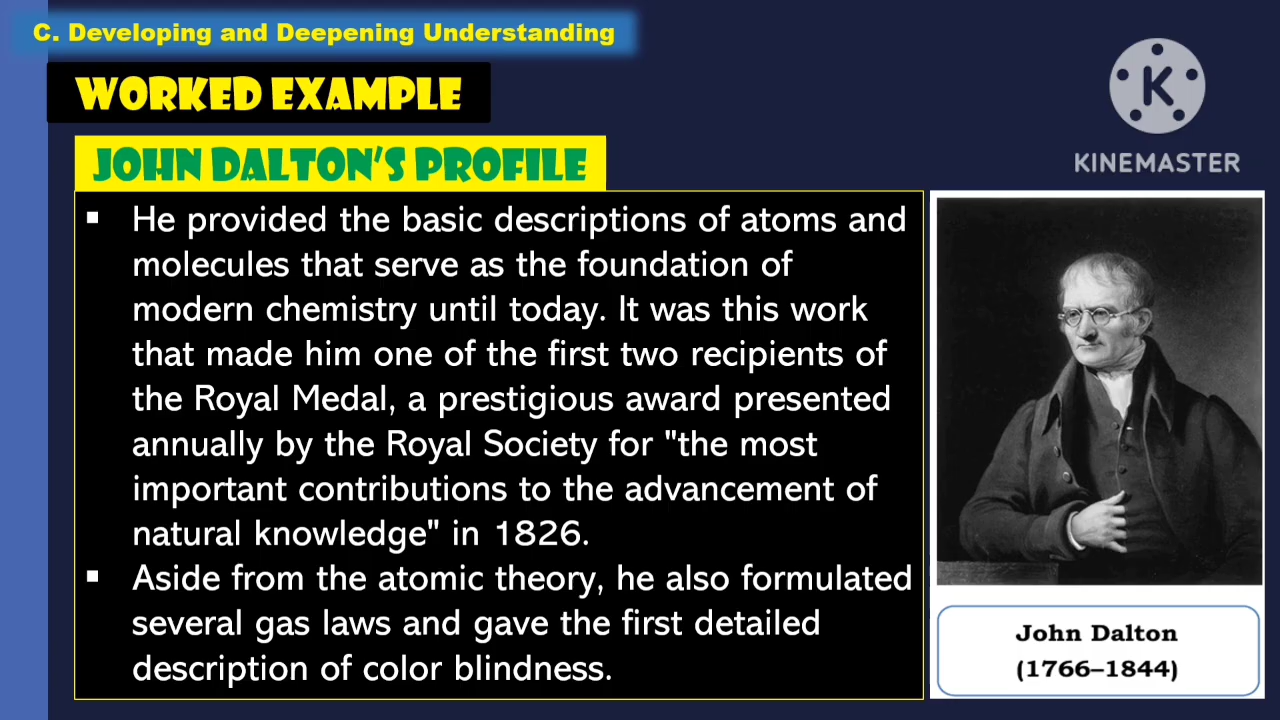 C. Developing and Deepening Understanding
WORKED EXAMPLE
JOHN DALTON'S PROFILE
▪ He provided the basic descriptions of atoms and
molecules that serve as the foundation of
modern chemistry until today. It was this work
that made him one of the first two recipients of
the Royal Medal, a prestigious award presented
annually by the Royal Society for "the most
important contributions to the advancement of
natural knowledge" in 1826.
▪ Aside from the atomic theory, he also formulated
several gas laws and gave the first detailed
description of color blindness.
K
KINEMASTER
John Dalton
(1766–1844)